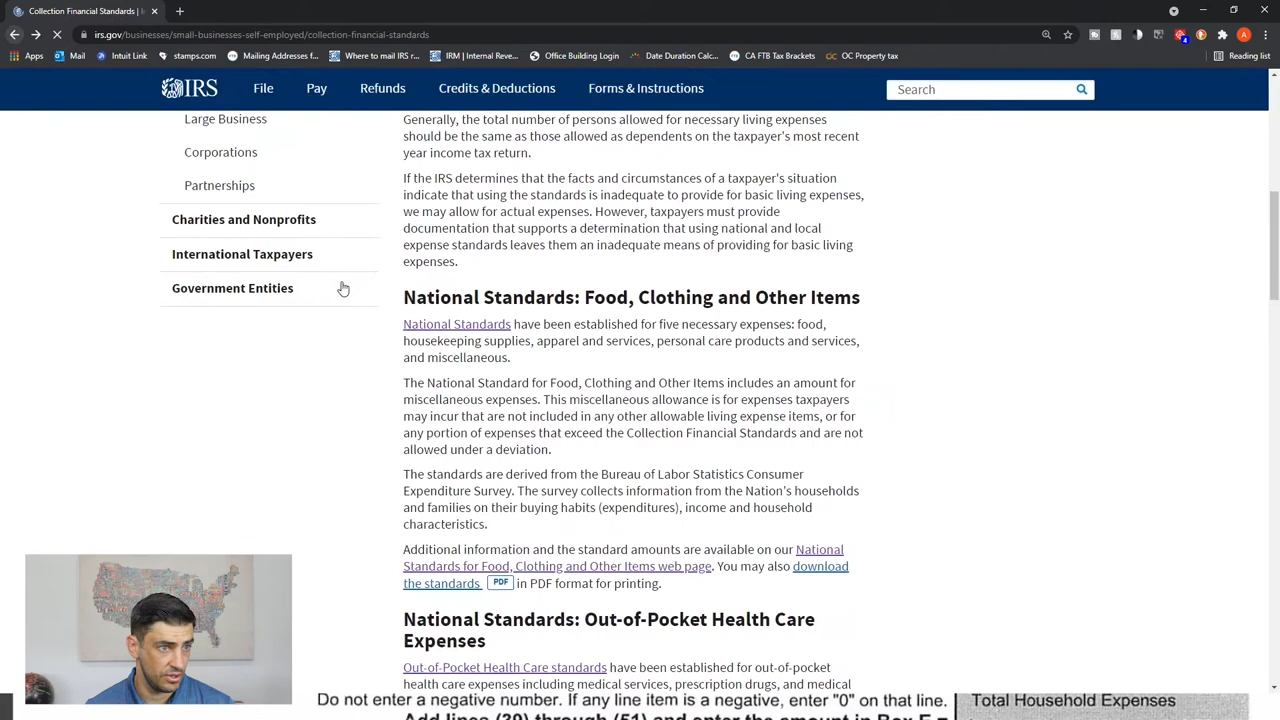 Collection Financial Standards | I
irs.gov/businesses/small-businesses-self-employed/collection-financial-standards
Apps Mail Intuit Link stamps.com Mailing Addresses f... Where to mail IRS r... IRM | Internal Reve... Office Building Login Date Duration Calc... CA FTB Tax Brackets OC Property tax Reading list
IRS File Pay Refunds Credits & Deductions Forms & Instructions Search
Large Business
Corporations
Partnerships
Charities and Nonprofits
International Taxpayers
Government Entities
Generally, the total number of persons allowed for necessary living expenses
should be the same as those allowed as dependents on the taxpayer's most recent
year income tax return.
If the IRS determines that the facts and circumstances of a taxpayer's situation
indicate that using the standards is inadequate to provide for basic living expenses,
we may allow for actual expenses. However, taxpayers must provide
documentation that supports a determination that using national and local
expense standards leaves them an inadequate means of providing for basic living
expenses.
National Standards: Food, Clothing and Other Items
National Standards have been established for five necessary expenses: food,
housekeeping supplies, apparel and services, personal care products and services,
and miscellaneous.
The National Standard for Food, Clothing and Other Items includes an amount for
miscellaneous expenses. This miscellaneous allowance is for expenses taxpayers
may incur that are not included in any other allowable living expense items, or for
any portion of expenses that exceed the Collection Financial Standards and are not
allowed under a deviation.
The standards are derived from the Bureau of Labor Statistics Consumer
Expenditure Survey. The survey collects information from the Nation's households
and families on their buying habits (expenditures), income and household
characteristics.
Additional information and the standard amounts are available on our National
Standards for Food, Clothing and Other Items web page. You may also download
the standards PDF in PDF format for printing.
National Standards: Out-of-Pocket Health Care
Expenses
Out-of-Pocket Health Care standards have been established for out-of-pocket
health care expenses including medical services, prescription drugs, and medical
Do not enter a negative number. If any line item is a negative, enter "0" on that line. Total Household Expenses
Add lines (39) through (51) and enter the amount in Box F =